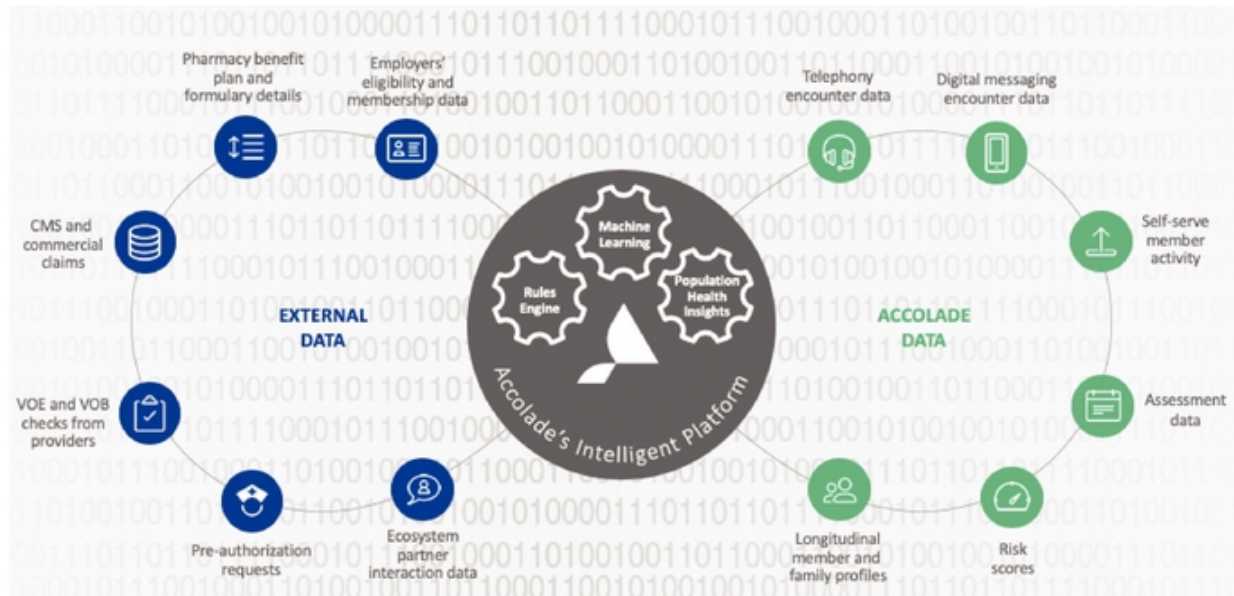 Pharmacy benefit
plan and
formulary details
Employers'
eligibility and
membership data
CMS and
commercial
claims
EXTERNAL
DATA
VOE and VOB
checks from
providers
Pre-authorization
requests
Ecosystem
partner
interaction data
Machine
Learning
Rules
Engine
Population
Health
Insights
Accolade's Intelligent Platform
Telephony
encounter data
Digital messaging
encounter data
Self-serve
member
activity
ACCOLADE
DATA
Assessment
data
Longitudinal
member and
family profiles
Risk
scores